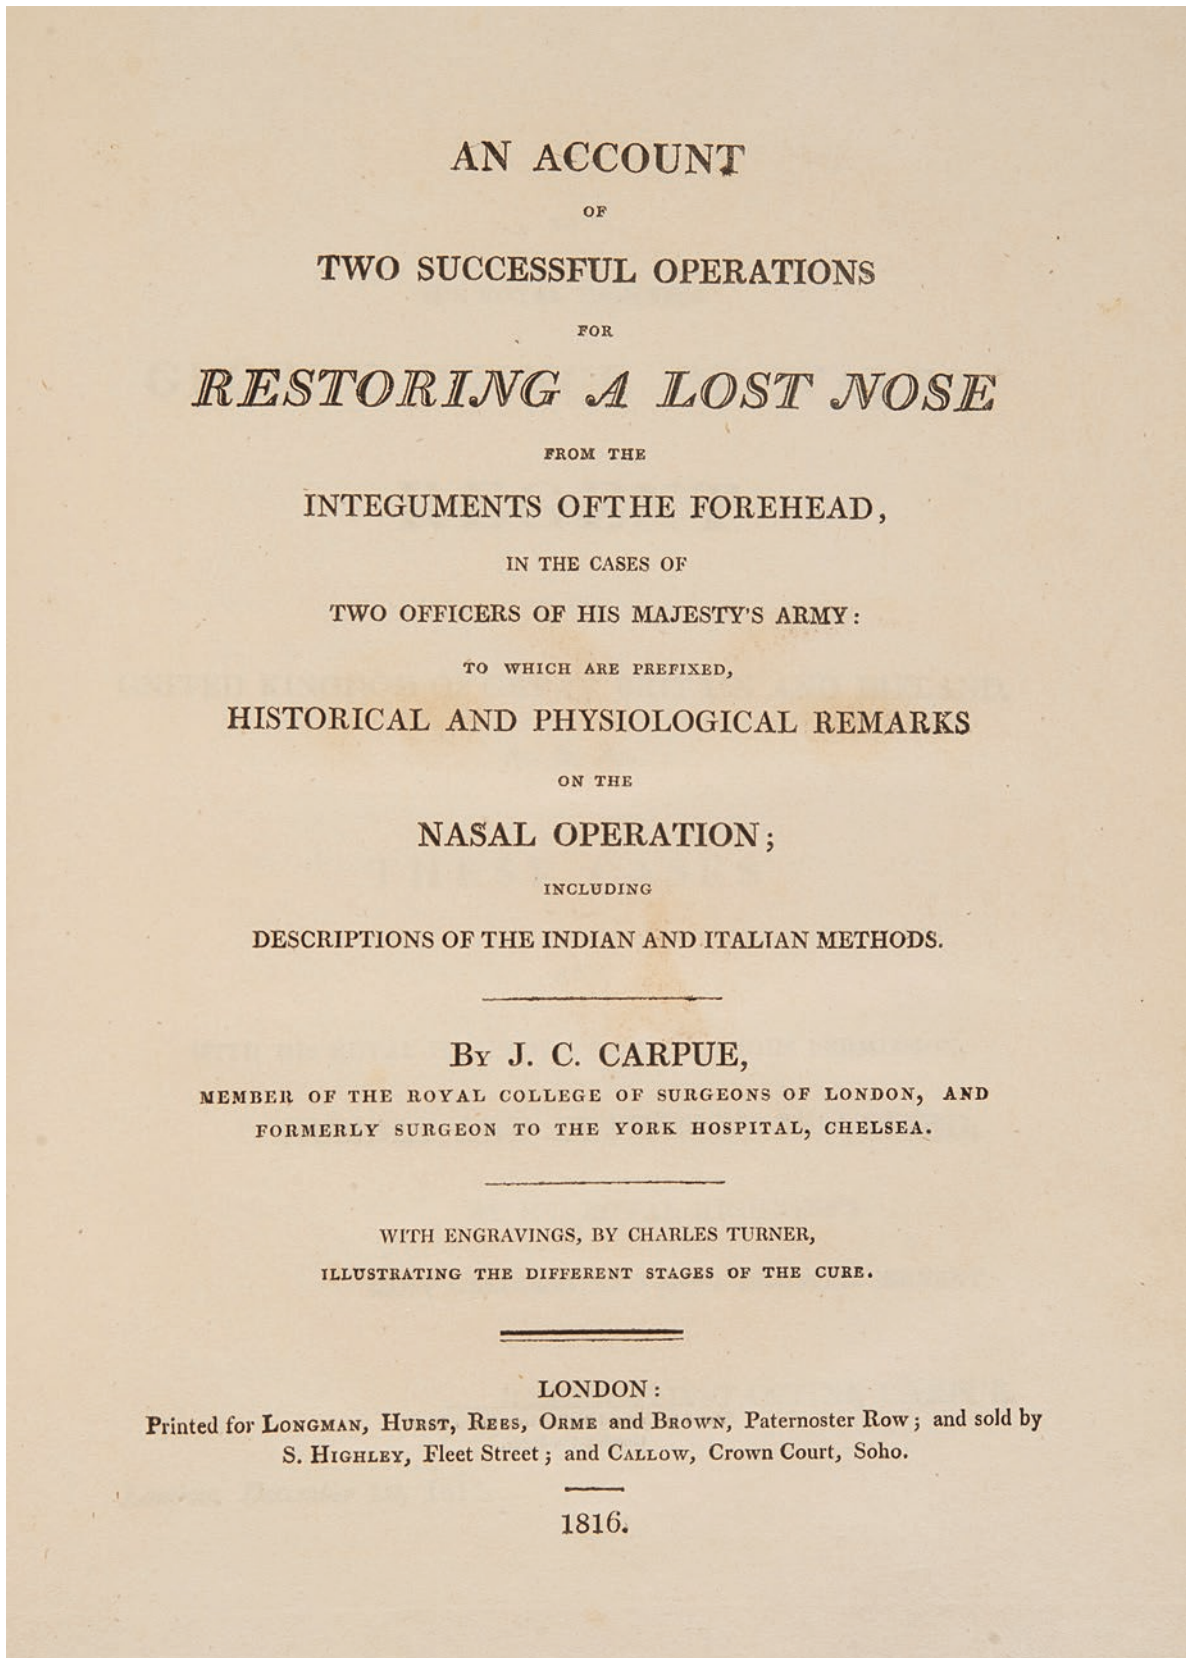 AN ACCOUNT
OF
TWO SUCCESSFUL OPERATIONS
FOR
RESTORING A LOST NOSE
FROM THE
INTEGUMENTS OFTHE FOREHEAD,
IN THE CASES OF
TWO OFFICERS OF HIS MAJESTY'S ARMY:
TO WHICH ARE PREFIXED,
HISTORICAL AND PHYSIOLOGICAL REMARKS
ON THE
NASAL OPERATION;
INCLUDING
DESCRIPTIONS OF THE INDIAN AND ITALIAN METHODS.
BY J. C. CARPUE,
MEMBER OF THE ROYAL COLLEGE OF SURGEONS OF LONDON, AND
FORMERLY SURGEON TO THE YORK HOSPITAL, CHELSEA.
WITH ENGRAVINGS, BY CHARLES TURNER,
ILLUSTRATING THE DIFFERENT STAGES OF THE CURE.
LONDON:
Printed for LONGMAN, HURST, REES, ORME and BROWN, Paternoster Row; and sold by
S. HIGHLEY, Fleet Street; and CALLOW, Crown Court, Soho.
1816.